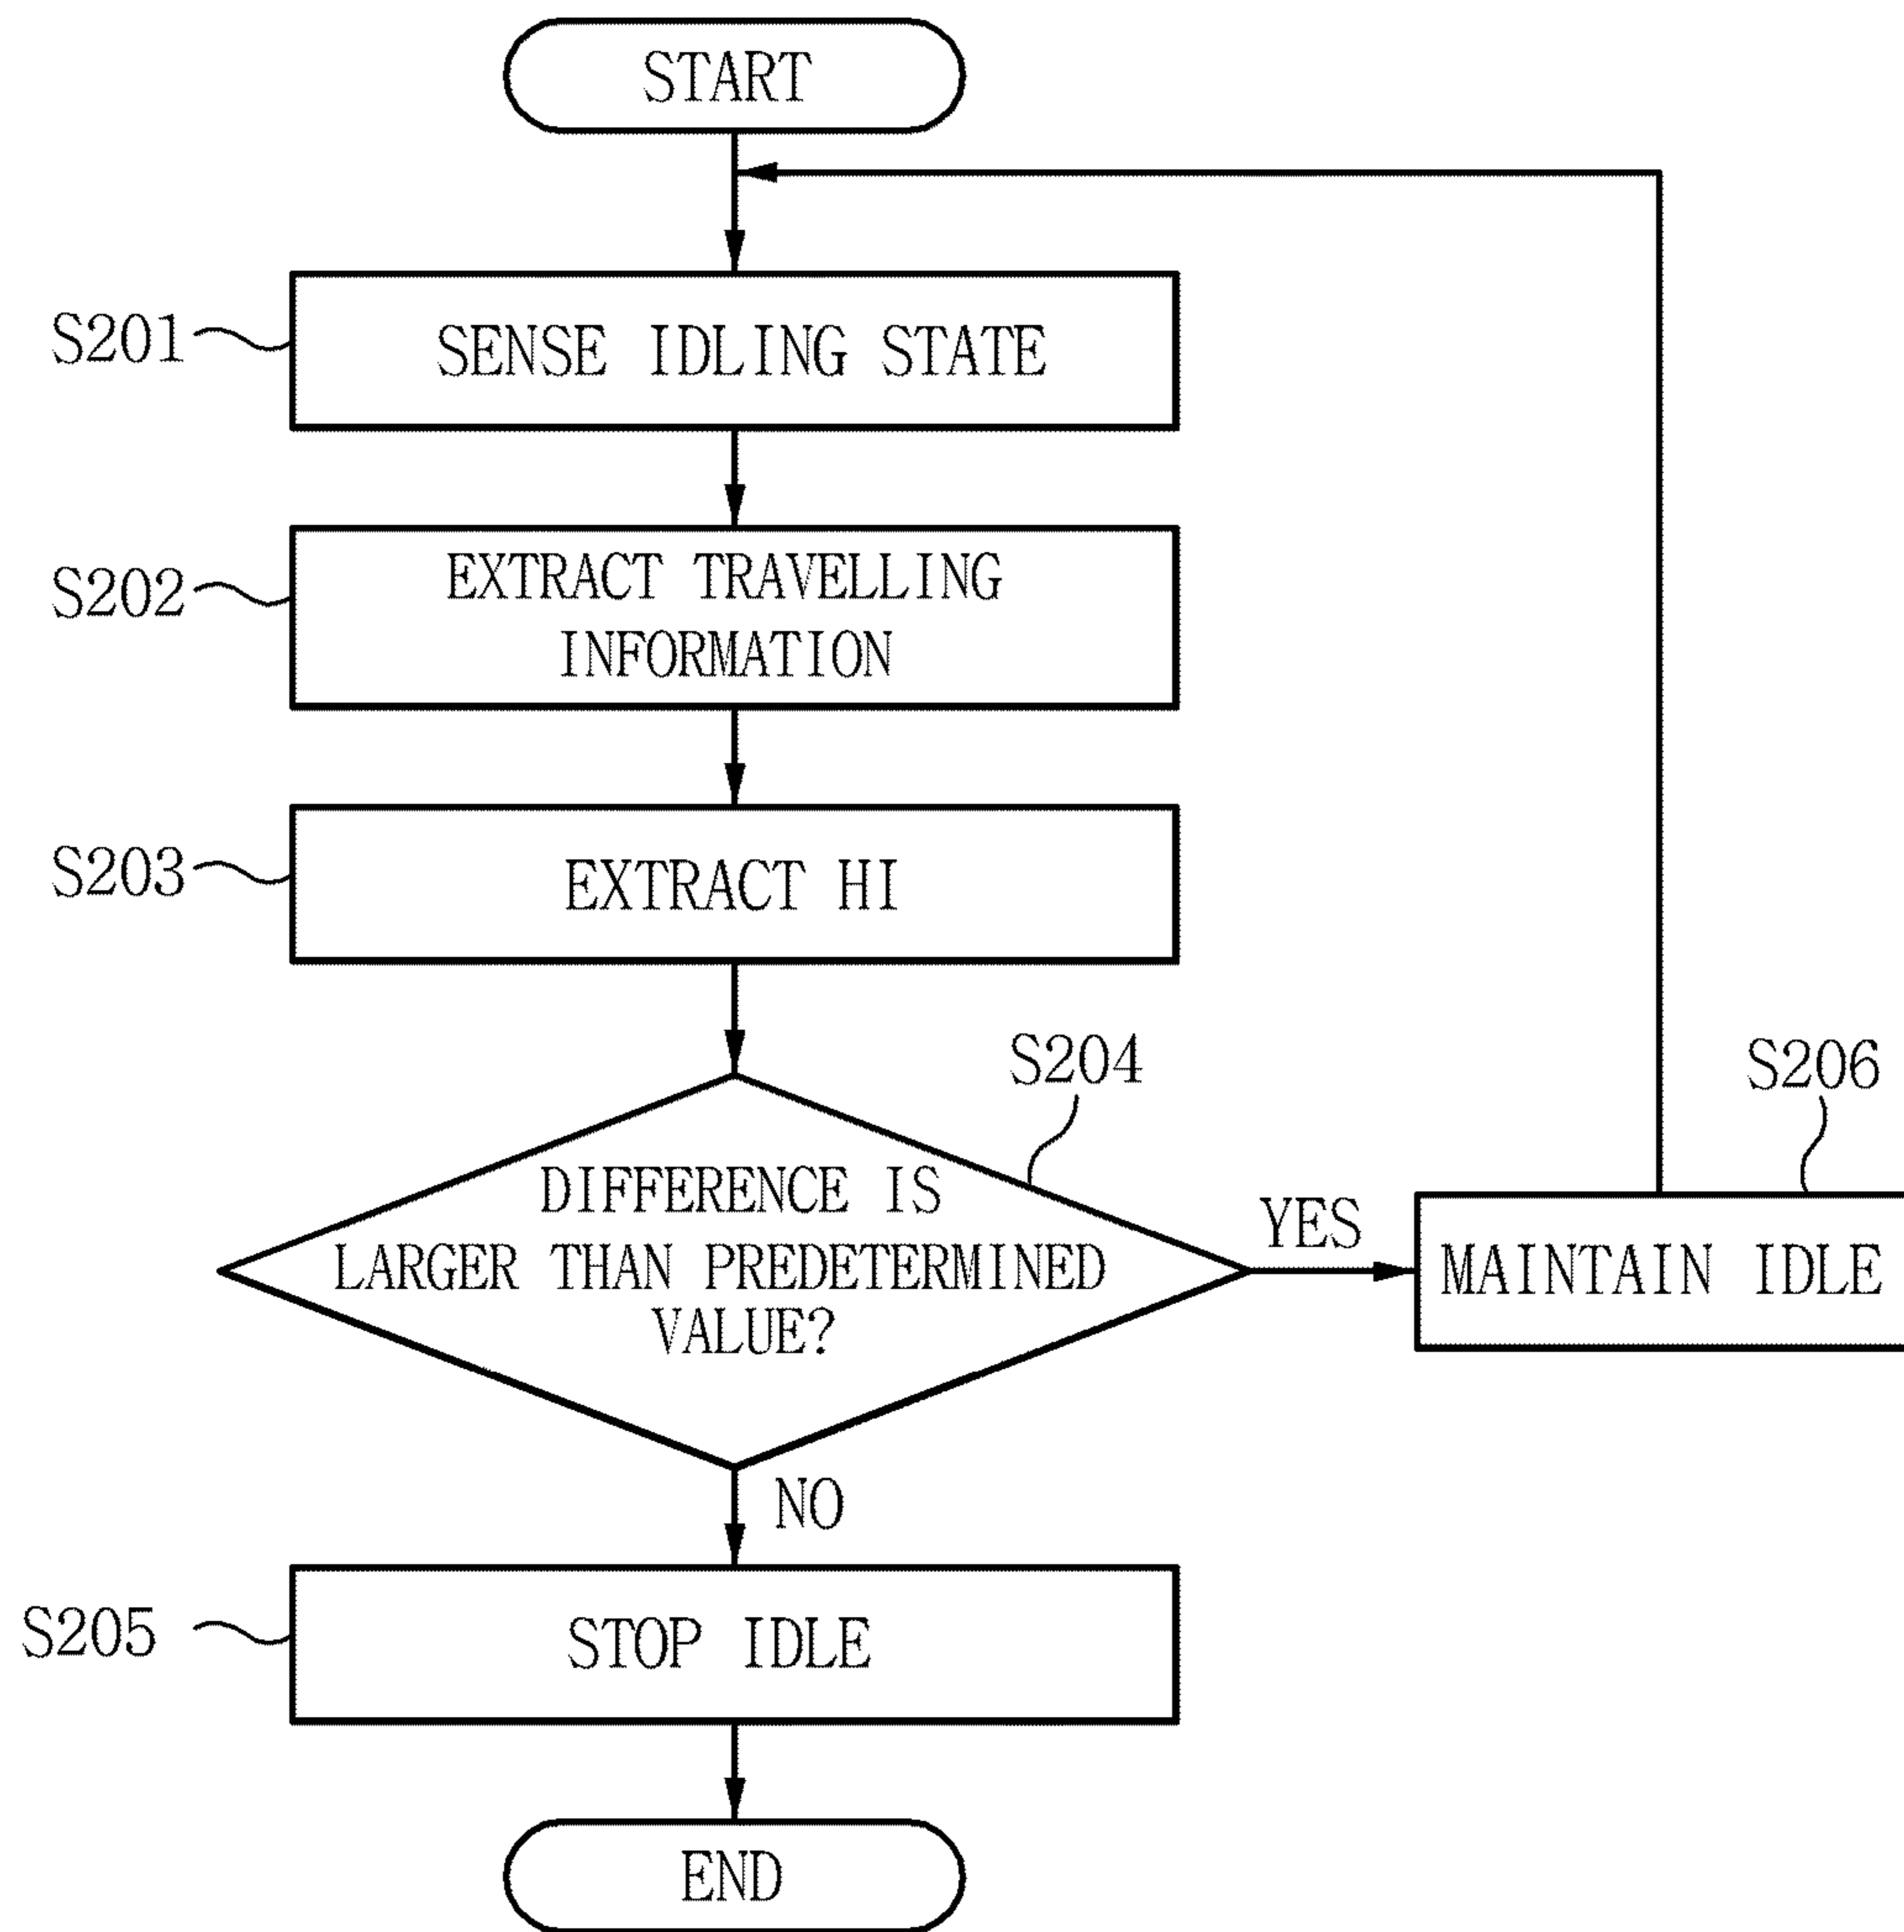 START
S201
SENSE IDLING STATE
S202
EXTRACT TRAVELLING
INFORMATION
S203
EXTRACT HI
S204
DIFFERENCE IS
LARGER THAN PREDETERMINED
VALUE?
YES
S206
MAINTAIN IDLE
NO
S205
STOP IDLE
END